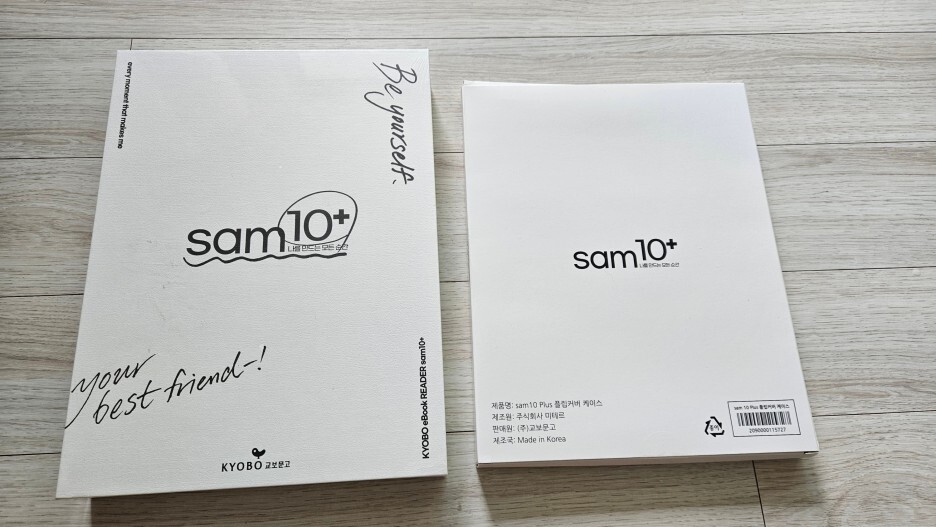 every moment that makes me
Be yourself.
sam10+
나를 만드는 모든 순간
your
best friend-!
KYOBO eBook READER sam10+
KYOBO 교보문고
sam10+
나를 만드는 모든 순간
제품명: sam10 Plus 플립커버 케이스
제조원: 주식회사 미테르
판매원: (주)교보문고
제조국: Made in Korea
종이
sam 10 Plus 플립커버 케이스
2090000115727